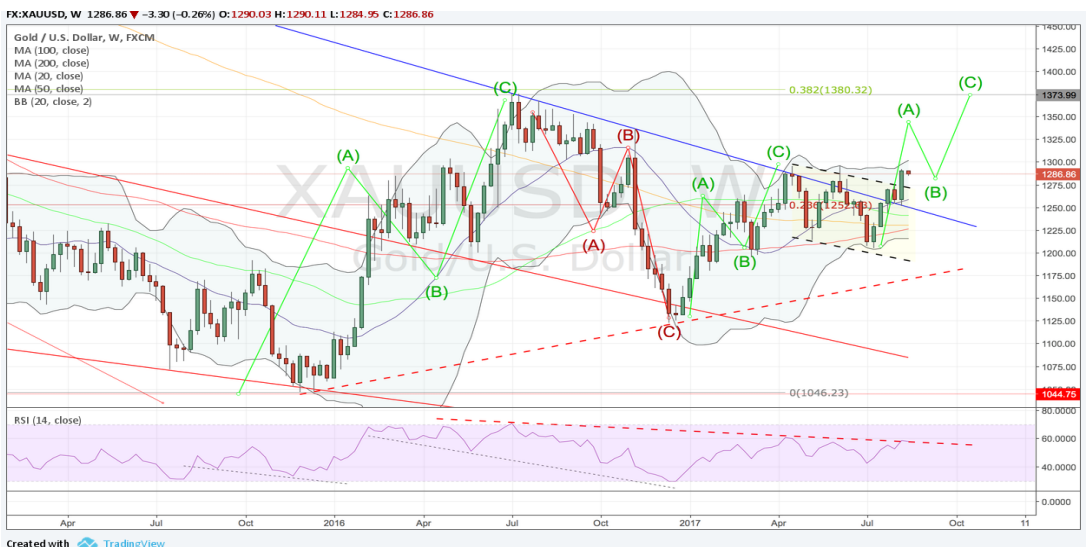 FX:XAUUSD, W 1286.86 ▼ −3.30 (−0.26%) O:1290.03 H:1290.11 L:1284.95 C:1286.86
Gold / U.S. Dollar, W, FXCM
MA (100, close)
MA (200, close)
MA (20, close)
MA (50, close)
BB (20, close, 2)
XAUUSD, W
Gold/U.S. Dollar
(A)
(B)
(C)
(A)
(B)
(C)
(A)
(B)
(C)
(A)
(B)
(C)
0.382(1380.32)
0(1046.23)
1450.00
1425.00
1400.00
1373.99
1350.00
1325.00
1300.00
1286.86
1275.00
1250.00
1225.00
1200.00
1175.00
1150.00
1125.00
1100.00
1075.00
1044.75
RSI (14, close)
80.0000
60.0000
40.0000
0.0000
Apr Jul Oct 2016 Apr Jul Oct 2017 Apr Jul Oct 11
Created with TradingView